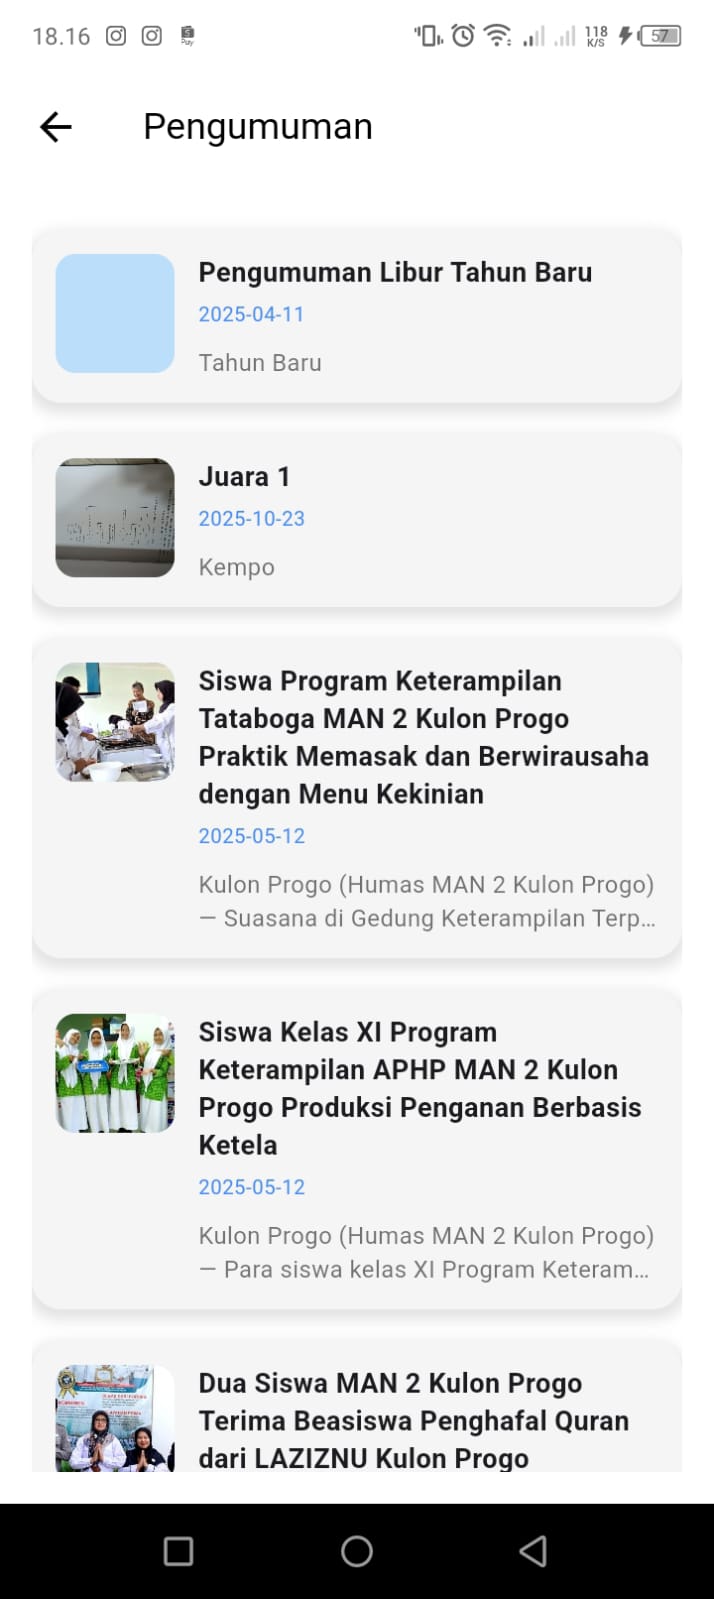 18.16
118
K/S
57
Pengumuman
Pengumuman Libur Tahun Baru
2025-04-11
Tahun Baru
Juara 1
2025-10-23
Kempo
Siswa Program Keterampilan
Tataboga MAN 2 Kulon Progo
Praktik Memasak dan Berwirausaha
dengan Menu Kekinian
2025-05-12
Kulon Progo (Humas MAN 2 Kulon Progo)
— Suasana di Gedung Keterampilan Terp...
Siswa Kelas XI Program
Keterampilan APHP MAN 2 Kulon
Progo Produksi Penganan Berbasis
Ketela
2025-05-12
Kulon Progo (Humas MAN 2 Kulon Progo)
— Para siswa kelas XI Program Keteram...
Dua Siswa MAN 2 Kulon Progo
Terima Beasiswa Penghafal Quran
dari LAZIZNU Kulon Progo